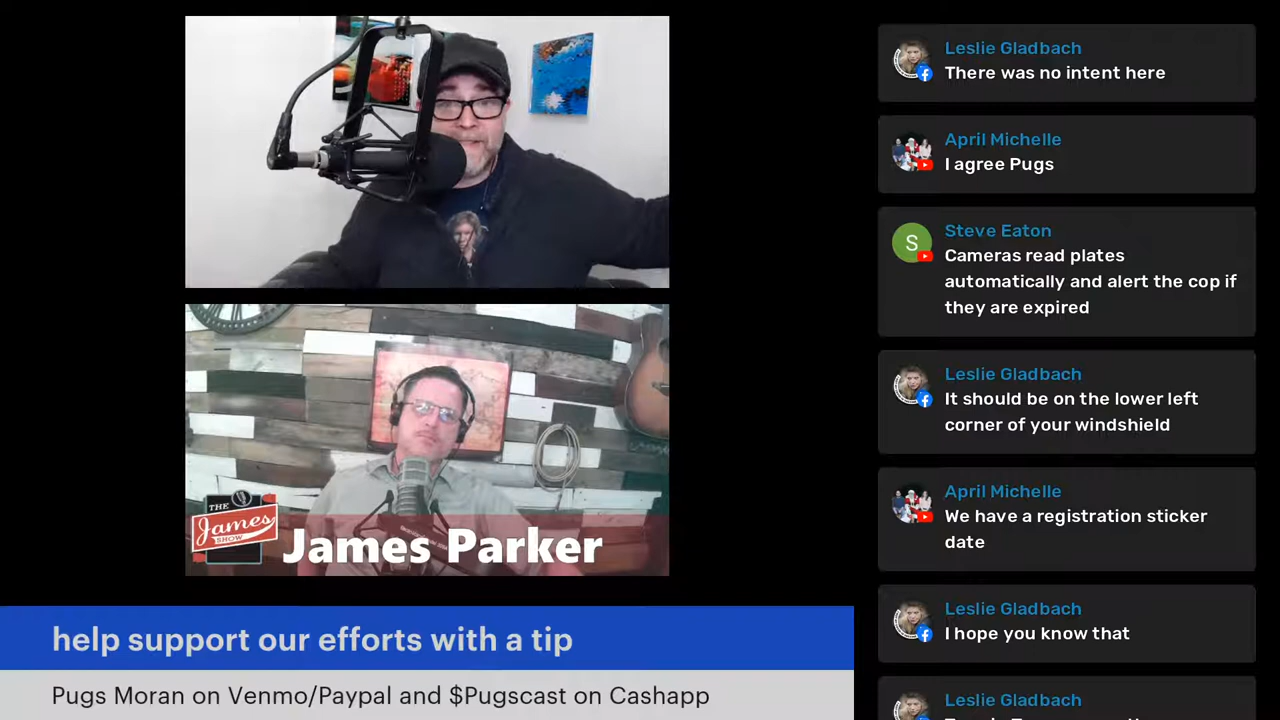 THE
James
SHOW
James Parker
help support our efforts with a tip
Pugs Moran on Venmo/Paypal and $Pugscast on Cashapp
Leslie Gladbach
There was no intent here
April Michelle
I agree Pugs
S
Steve Eaton
Cameras read plates
automatically and alert the cop if
they are expired
Leslie Gladbach
It should be on the lower left
corner of your windshield
April Michelle
We have a registration sticker
date
Leslie Gladbach
I hope you know that
Leslie Gladbach